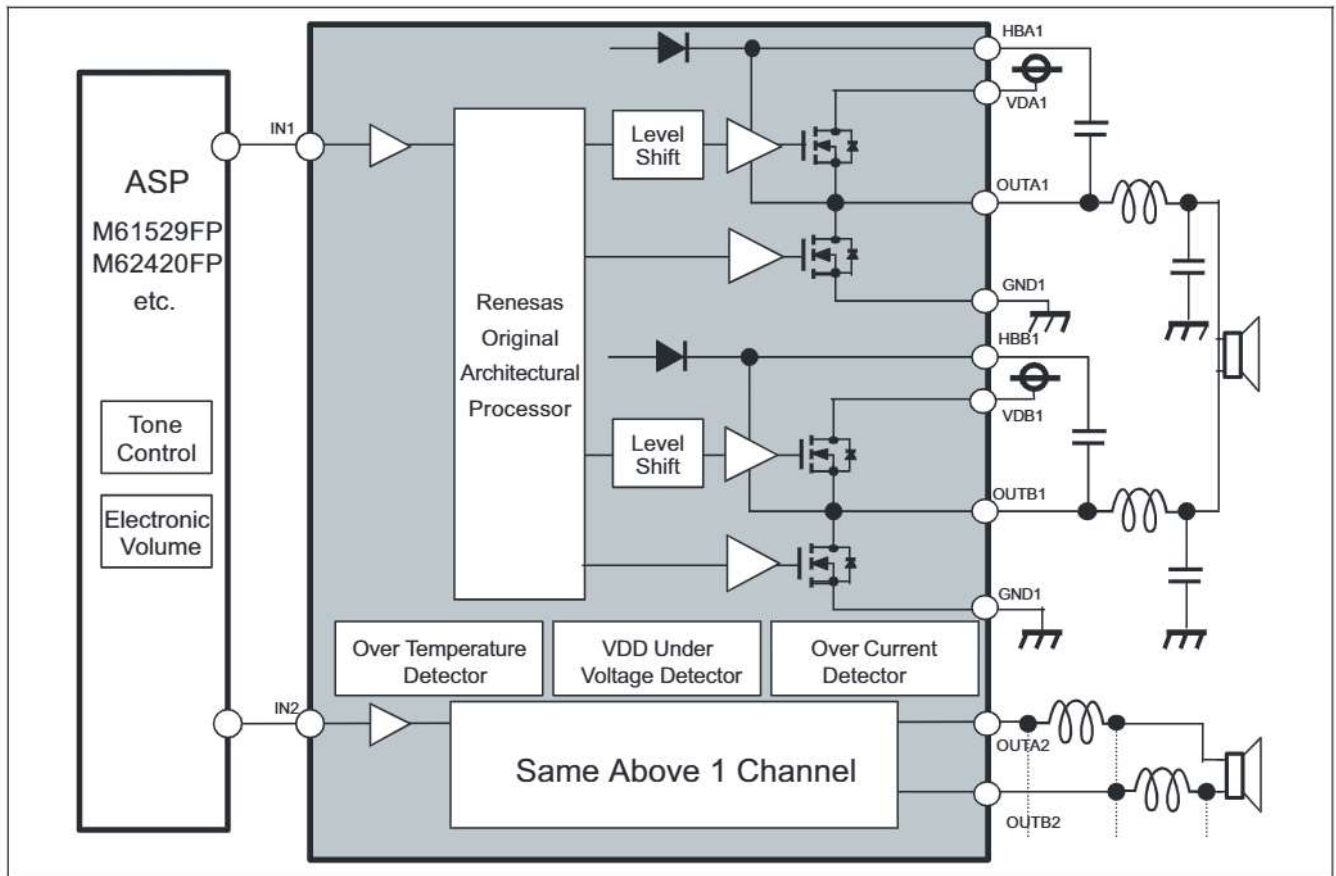 ASP
M61529FP
M62420FP
etc.
Tone
Control
Electronic
Volume
IN1
IN2
Renesas
Original
Architectural
Processor
Level
Shift
Level
Shift
HBA1
VDA1
OUTA1
GND1
HBB1
VDB1
OUTB1
GND1
Over Temperature
Detector
VDD Under
Voltage Detector
Over Current
Detector
Same Above 1 Channel
OUTA2
OUTB2